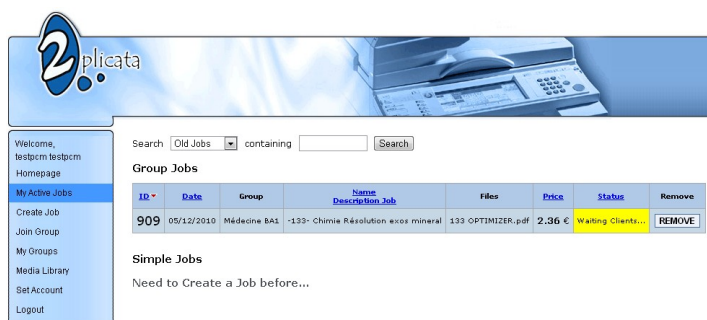 2plicata
Welcome,
testpcm testpcm
Homepage
My Active Jobs
Create Job
Join Group
My Groups
Media Library
Set Account
Logout
Search Old Jobs containing Search
Group Jobs
ID Date Group Name Files Price Status Remove
Description Job
909 05/12/2010 Médecine BA1 -133- Chimie Résolution exos mineral 133 OPTIMIZER.pdf 2.36 € Waiting Clients... REMOVE
Simple Jobs
Need to Create a Job before...